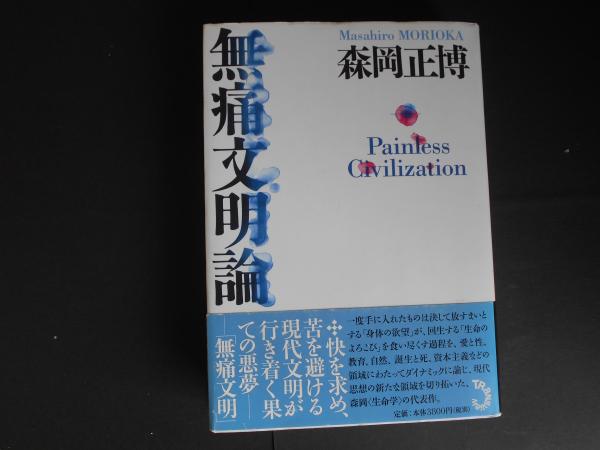 Masahiro MORIOKA
森岡正博
無痛文明論
Painless
Civilization
快を求め、
苦を避ける
現代文明が
行き着く果
ての悪夢―
―「無痛文明」
一度手に入れたものは決して放すまいと
する「身体の欲望」が、回生する「生命の
よろこび」を食い尽くす過程を、愛と性、
教育、自然、誕生と死、資本主義などの
領域にわたってダイナミックに論じ、現代
思想の新たな領域を切り拓いた、
森岡〈生命学〉の代表作。
定価：本体3800円（税別）
TRANSVIEW